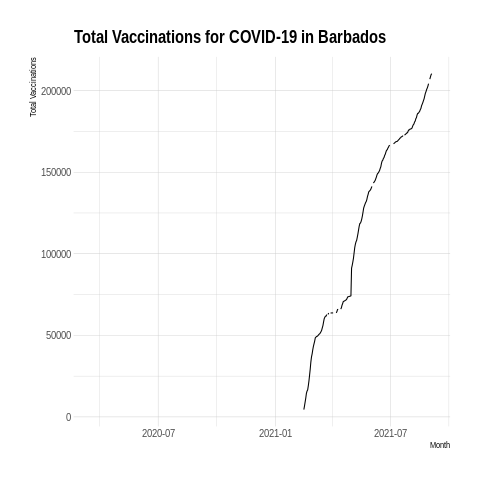 Total Vaccinations for COVID-19 in Barbados
Total Vaccinations
200000
150000
100000
50000
0
2020-07
2021-01
2021-07
Month